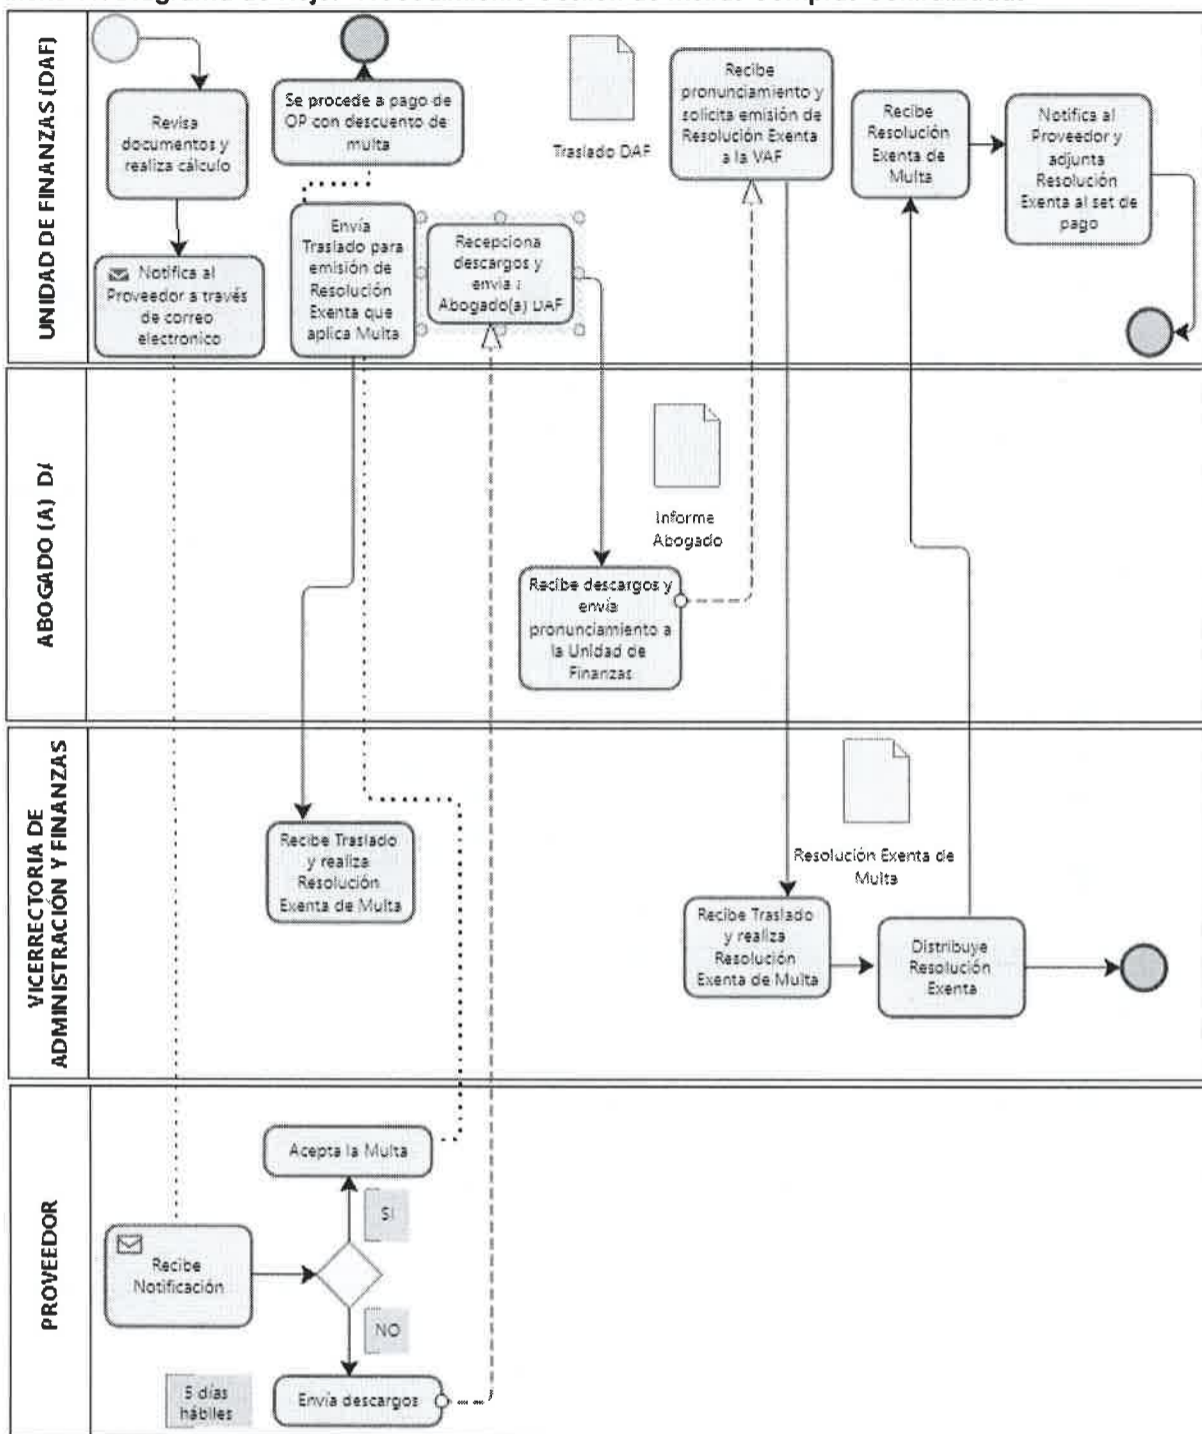 UNIDAD DE FINANZAS (DAF)
Revisa
documentos y
realiza cálculo
Notifica al
Proveedor a través
de correo
electronico
Se procede a pago de
OP con descuento de
multa
Envía
Traslado para
emisión de
Resolución
Exenta que
aplica Multa
Recepciona
descargos y
envia
Abogado(a) DAF
Traslado DAF
Recibe
pronunciamiento y
solicita emisión de
Resolución Exenta
a la VAF
Recibe
Resolución
Exenta de
Multa
Notifica al
Proveedor y
adjunta
Resolución
Exenta al set de
pago
ABOGADO (A)
Informe
Abogado
Recibe descargos y
envía
pronunciamiento a
la Unidad de
Finanzas
VICERRECTORIA DE
ADMINISTRACIÓN Y FINANZAS
Recibe Traslado
y realiza
Resolución
Exenta de Multa
Resolución Exenta de
Multa
Recibe Traslado
y realiza
Resolución
Exenta de Multa
Distribuye
Resolución
Exenta
PROVEEDOR
Acepta la Multa
SI
Recibe
Notificación
NO
5 días
hábiles
Envía descargos